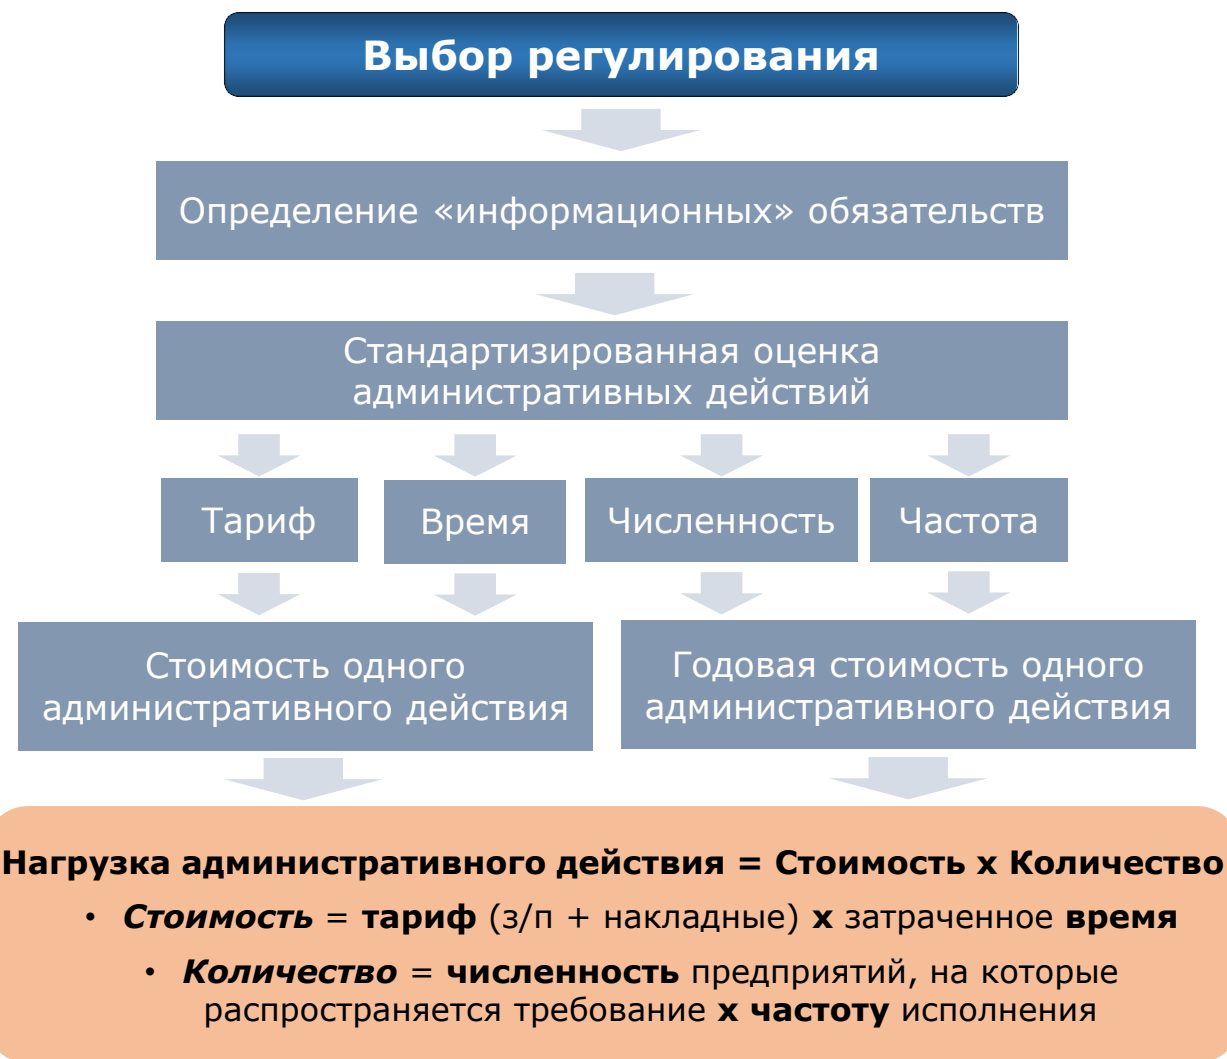 Выбор регулирования
Определение «информационных» обязательств
Стандартизированная оценка
административных действий
Тариф
Время
Численность
Частота
Стоимость одного
административного действия
Годовая стоимость одного
административного действия
Нагрузка административного действия = Стоимость х Количество
• Стоимость = тариф (з/п + накладные) х затраченное время
• Количество = численность предприятий, на которые
распространяется требование х частоту исполнения